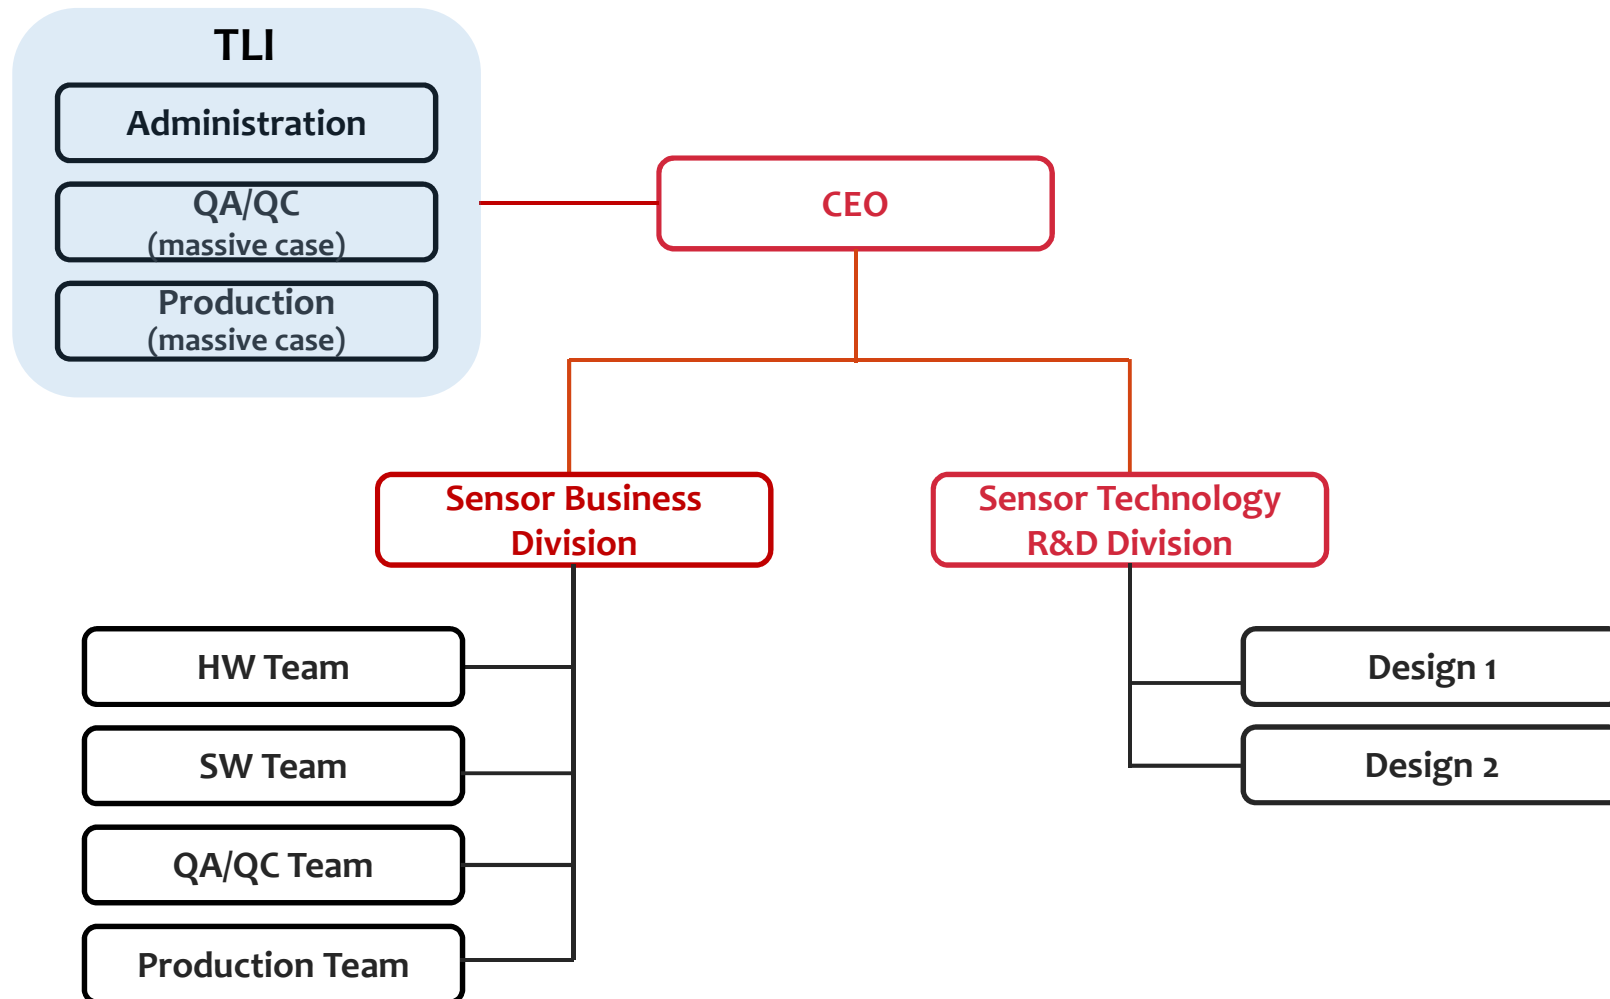 TLI
Administration
QA/QC
(massive case)
Production
(massive case)
CEO
Sensor Business
Division
Sensor Technology
R&D Division
HW Team
SW Team
QA/QC Team
Production Team
Design 1
Design 2